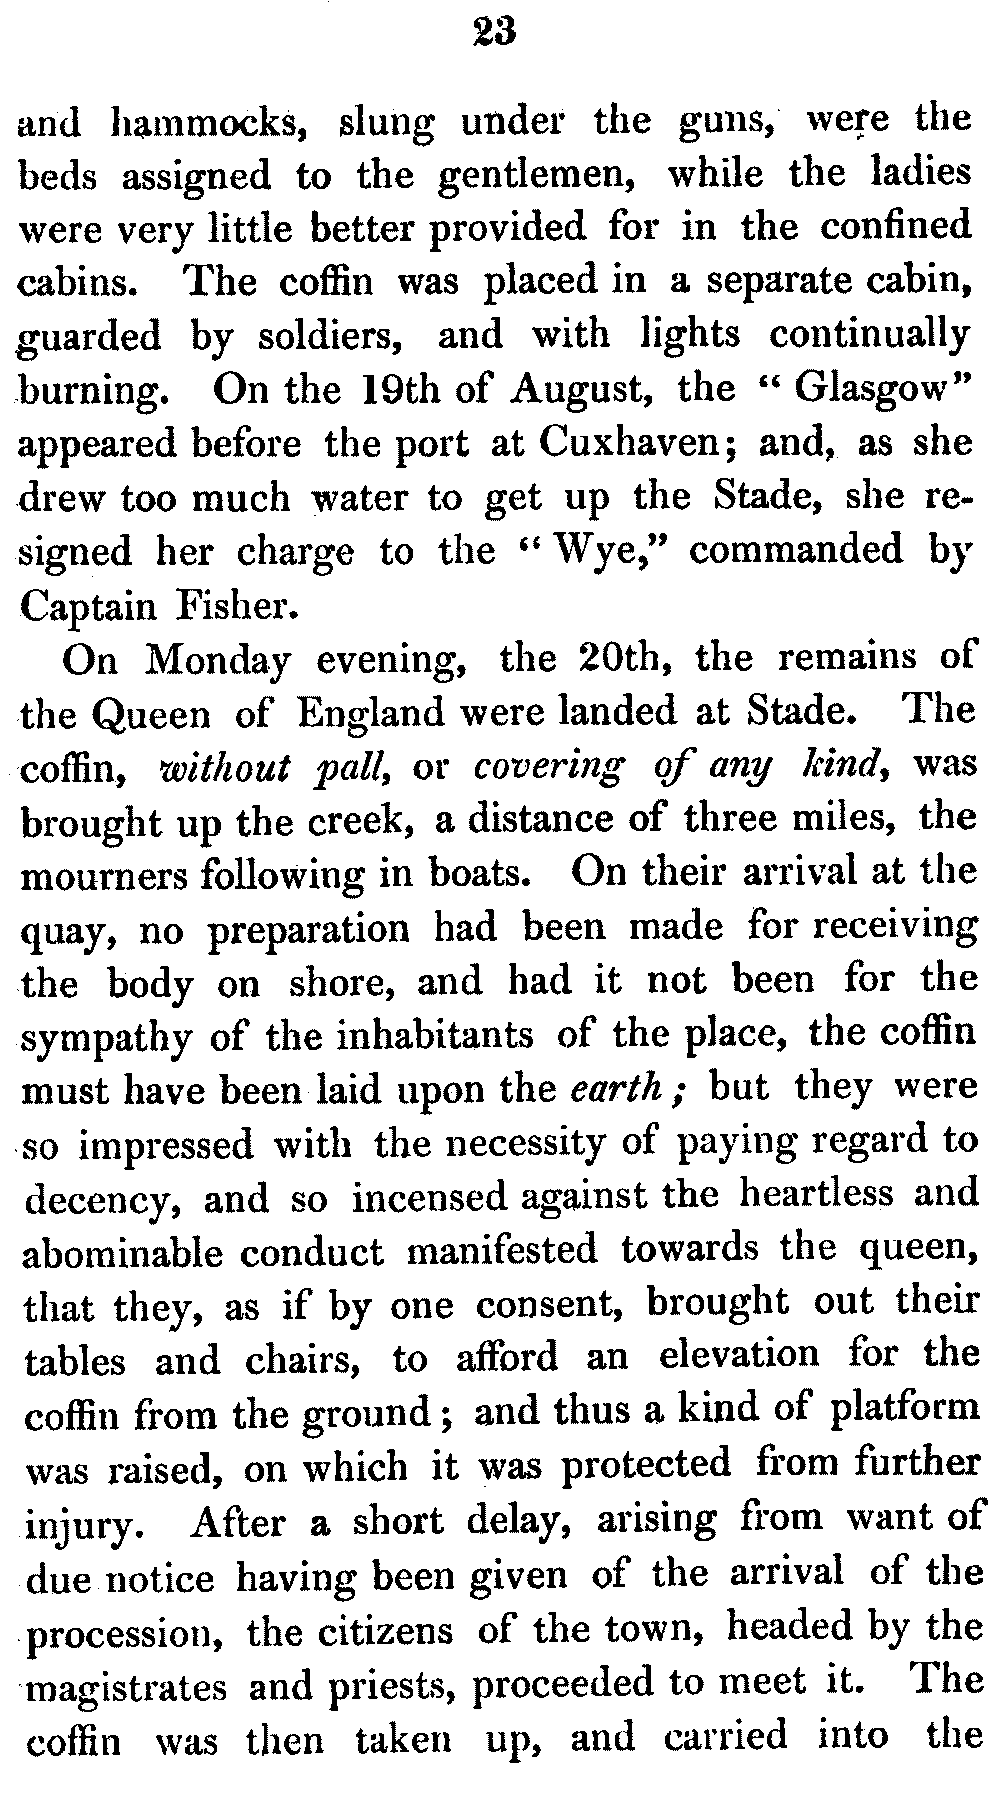 23
and hammocks, slung under the guns, were the
beds assigned to the gentlemen, while the ladies
were very little better provided for in the confined
cabins. The coffin was placed in a separate cabin,
guarded by soldiers, and with lights continually
burning. On the 19th of August, the “ Glasgow”
appeared before the port at Cuxhaven; and, as she
drew too much water to get up the Stade, she re-
signed her charge to the “ Wye,” commanded by
Captain Fisher.
On Monday evening, the 20th, the remains of
the Queen of England were landed at Stade. The
coffin, without pall, or covering of any kind, was
brought up the creek, a distance of three miles, the
mourners following in boats. On their arrival at the
quay, no preparation had been made for receiving
the body on shore, and had it not been for the
sympathy of the inhabitants of the place, the coffin
must have been laid upon the earth ; but they were
so impressed with the necessity of paying regard to
decency, and so incensed against the heartless and
abominable conduct manifested towards the queen,
that they, as if by one consent, brought out their
tables and chairs, to afford an elevation for the
coffin from the ground ; and thus a kind of platform
was raised, on which it was protected from further
injury. After a short delay, arising from want of
due notice having been given of the arrival of the
procession, the citizens of the town, headed by the
magistrates and priests, proceeded to meet it. The
coffin was then taken up, and carried into the